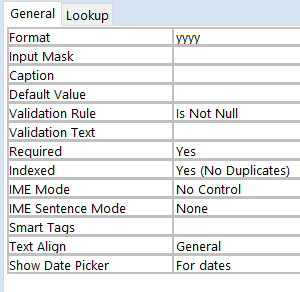 General Lookup
Format yyyy
Input Mask
Caption
Default Value
Validation Rule Is Not Null
Validation Text
Required Yes
Indexed Yes (No Duplicates)
IME Mode No Control
IME Sentence Mode None
Smart Tags
Text Align General
Show Date Picker For dates